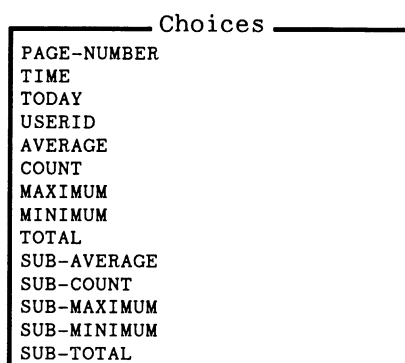 Choices
PAGE-NUMBER
TIME
TODAY
USERID
AVERAGE
COUNT
MAXIMUM
MINIMUM
TOTAL
SUB-AVERAGE
SUB-COUNT
SUB-MAXIMUM
SUB-MINIMUM
SUB-TOTAL